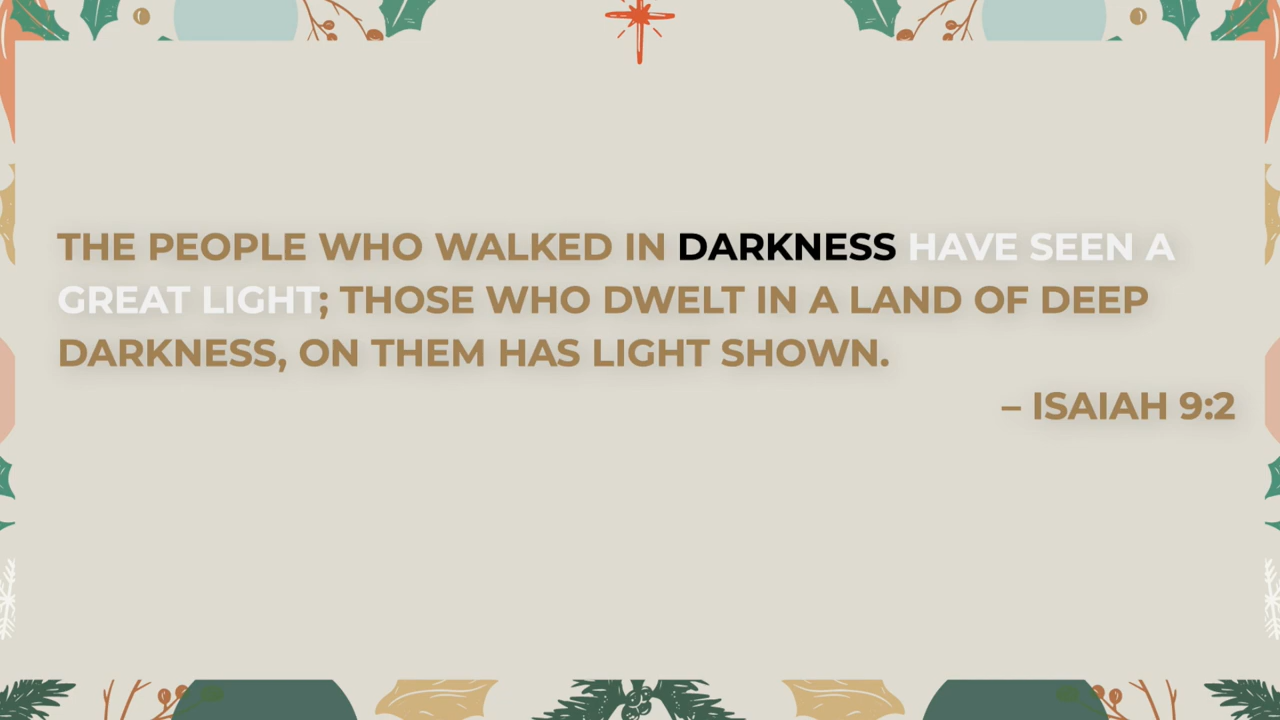 THE PEOPLE WHO WALKED IN DARKNESS HAVE SEEN A
GREAT LIGHT; THOSE WHO DWELT IN A LAND OF DEEP
DARKNESS, ON THEM HAS LIGHT SHOWN.
– ISAIAH 9:2